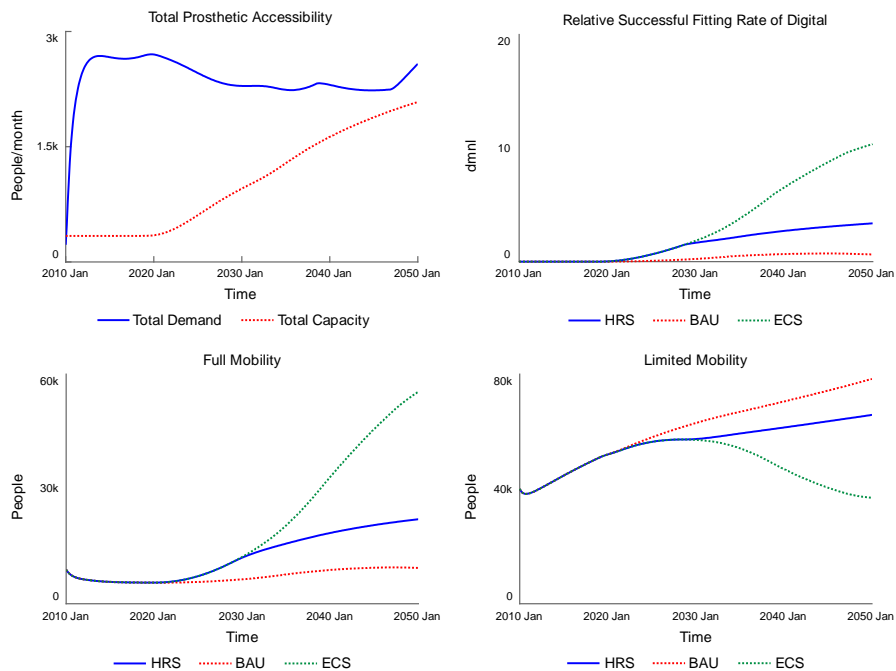 Total Prosthetic Accessibility
3k
1.5k
0
People/month
2010 Jan 2020 Jan 2030 Jan 2040 Jan 2050 Jan
Time
Total Demand Total Capacity
Relative Successful Fitting Rate of Digital
20
10
0
dmnl
2010 Jan 2020 Jan 2030 Jan 2040 Jan 2050 Jan
Time
HRS BAU ECS
Full Mobility
60k
30k
0
People
2010 Jan 2020 Jan 2030 Jan 2040 Jan 2050 Jan
Time
HRS BAU ECS
Limited Mobility
80k
40k
0
People
2010 Jan 2020 Jan 2030 Jan 2040 Jan 2050 Jan
Time
HRS BAU ECS